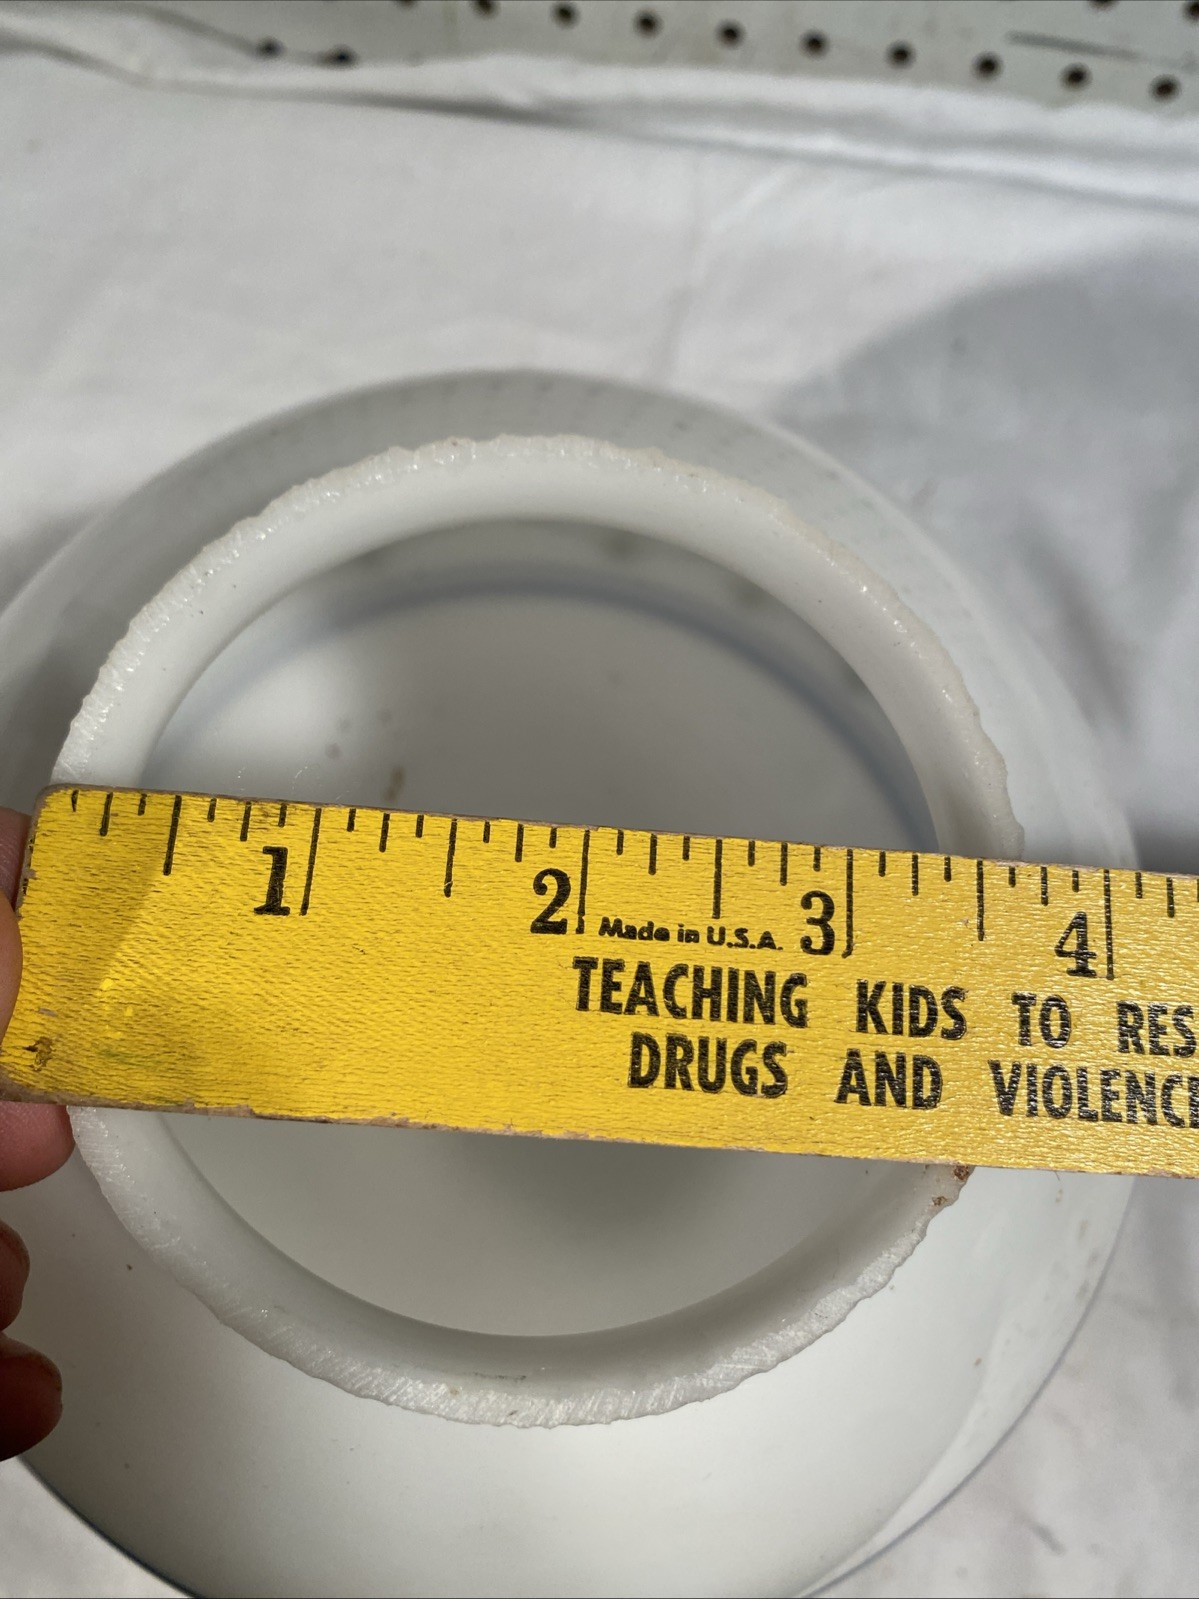 1 2 3 4
Made in U.S.A.
TEACHING KIDS TO RES
DRUGS AND VIOLENC